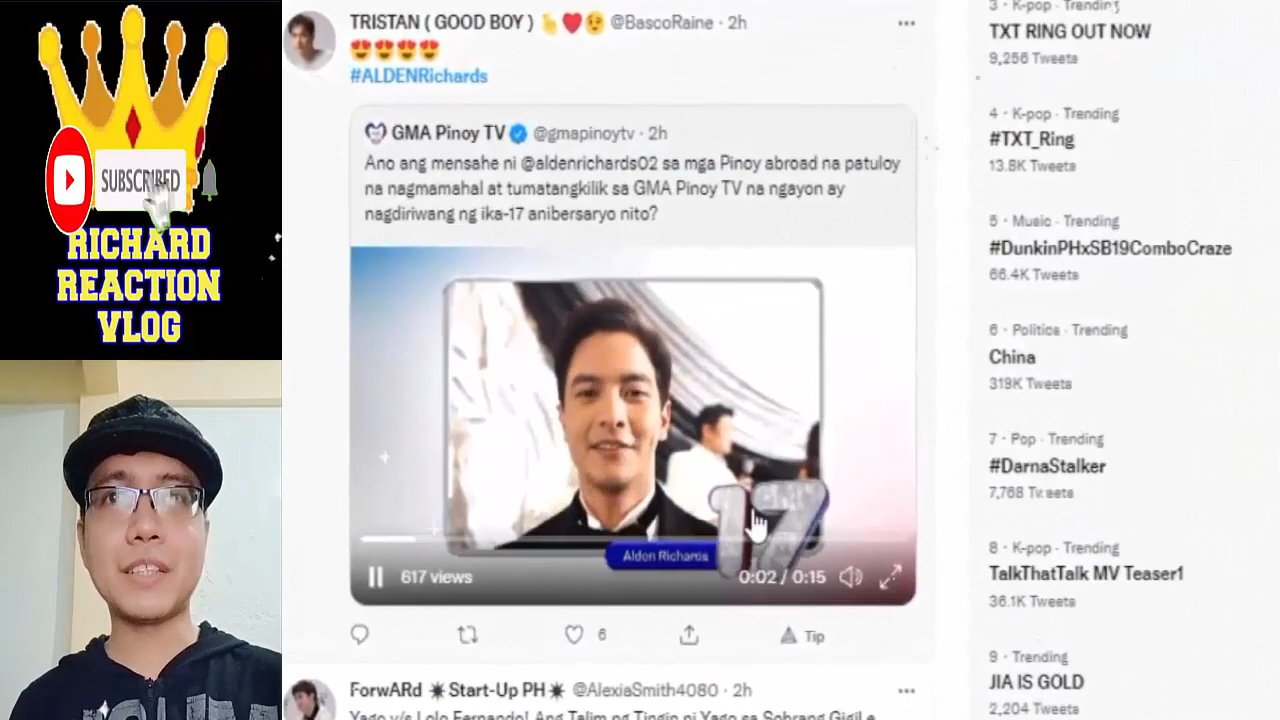 SUBSCRIBED
RICHARD
REACTION
VLOG
TRISTAN ( GOOD BOY ) @BascoRaine · 2h
#ALDENRichards
GMA Pinoy TV @gmapinoytv · 2h
Ano ang mensahe ni @aldenrichards02 sa mga Pinoy abroad na patuloy
na nagmamahal at tumatangkilik sa GMA Pinoy TV na ngayon ay
nagdiriwang ng ika-17 anibersaryo nito?
17
Alden Richards
617 views
0:02 / 0:15
6
Tip
ForwARd ✷Start-Up PH✷ @AlexiaSmith4080 · 2h
Yago v/s Lolo Fernando! Ang Talim ng Tingin ni Yago sa Sobrang GigiLe
3 · K-pop · Trending
TXT RING OUT NOW
9,256 Tweets
4 · K-pop · Trending
#TXT_Ring
13.8K Tweets
5 · Music · Trending
#DunkinPHxSB19ComboCraze
66.4K Tweets
6 · Politics · Trending
China
319K Tweets
7 · Pop · Trending
#DarnaStalker
7,768 Tweets
8 · K-pop · Trending
TalkThatTalk MV Teaser1
36.1K Tweets
9 · Trending
JIA IS GOLD
2,204 Tweets